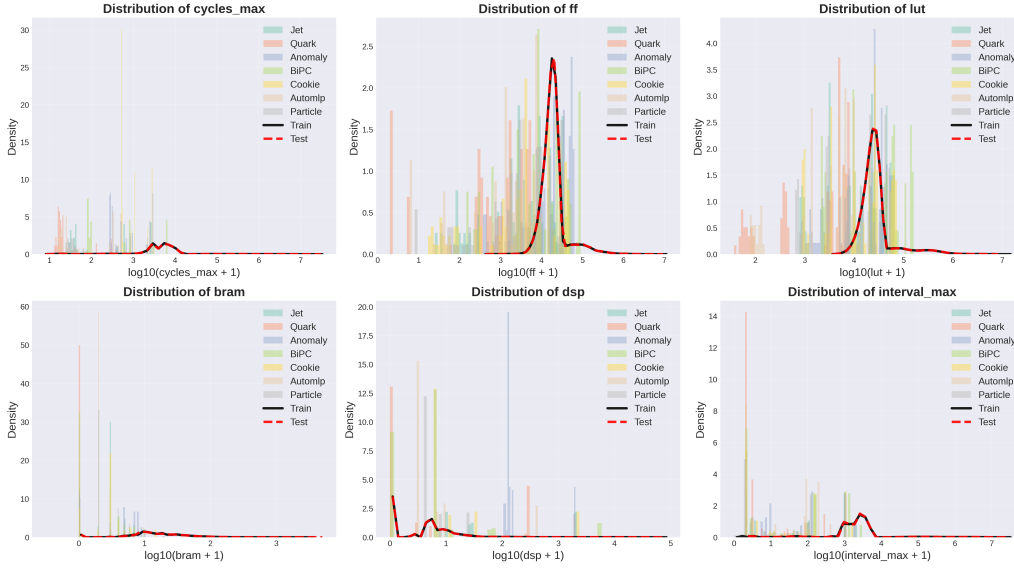 Distribution of cycles_max
30
25
20
15
10
5
0
Density
1 2 3 4 5 6 7
log10(cycles_max + 1)
Jet
Quark
Anomaly
BiPC
Cookie
Automlp
Particle
Train
Test
Distribution of ff
2.5
2.0
1.5
1.0
0.5
0.0
Density
0 1 2 3 4 5 6 7
log10(ff + 1)
Jet
Quark
Anomaly
BiPC
Cookie
Automlp
Particle
Train
Test
Distribution of lut
4.0
3.5
3.0
2.5
2.0
1.5
1.0
0.5
0.0
Density
2 3 4 5 6 7
log10(lut + 1)
Jet
Quark
Anomaly
BiPC
Cookie
Automlp
Particle
Train
Test
Distribution of bram
60
50
40
30
20
10
0
Density
0 1 2 3
log10(bram + 1)
Jet
Quark
Anomaly
BiPC
Cookie
Automlp
Particle
Train
Test
Distribution of dsp
20.0
17.5
15.0
12.5
10.0
7.5
5.0
2.5
0.0
Density
0 1 2 3 4 5
log10(dsp + 1)
Jet
Quark
Anomaly
BiPC
Cookie
Automlp
Particle
Train
Test
Distribution of interval_max
14
12
10
8
6
4
2
0
Density
0 1 2 3 4 5 6 7
log10(interval_max + 1)
Jet
Quark
Anomaly
BiPC
Cookie
Automlp
Particle
Train
Test